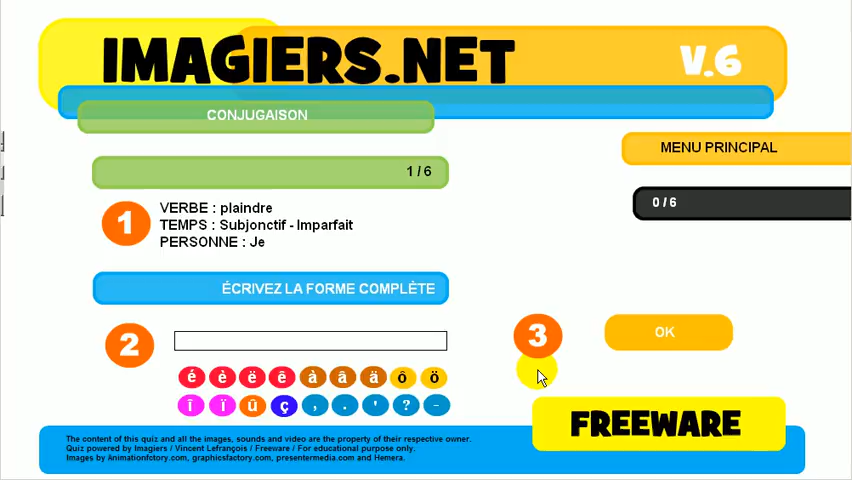 IMAGIERS.NET
V.6
CONJUGAISON
MENU PRINCIPAL
1 / 6
0 / 6
1
VERBE : plaindre
TEMPS : Subjonctif - Imparfait
PERSONNE : Je
ÉCRIVEZ LA FORME COMPLÈTE
2
3
OK
é è ë ê à â ä ô ö
î ï û ç , . ' ? -
FREEWARE
The content of this quiz and all the images, sounds and video are the property of their respective owner.
Quiz powered by Imagiers / Vincent Lefrançois / Freeware / For educational purpose only.
Images by Animationfctory.com, graphicsfactory.com, presentermedia.com and Hemera.